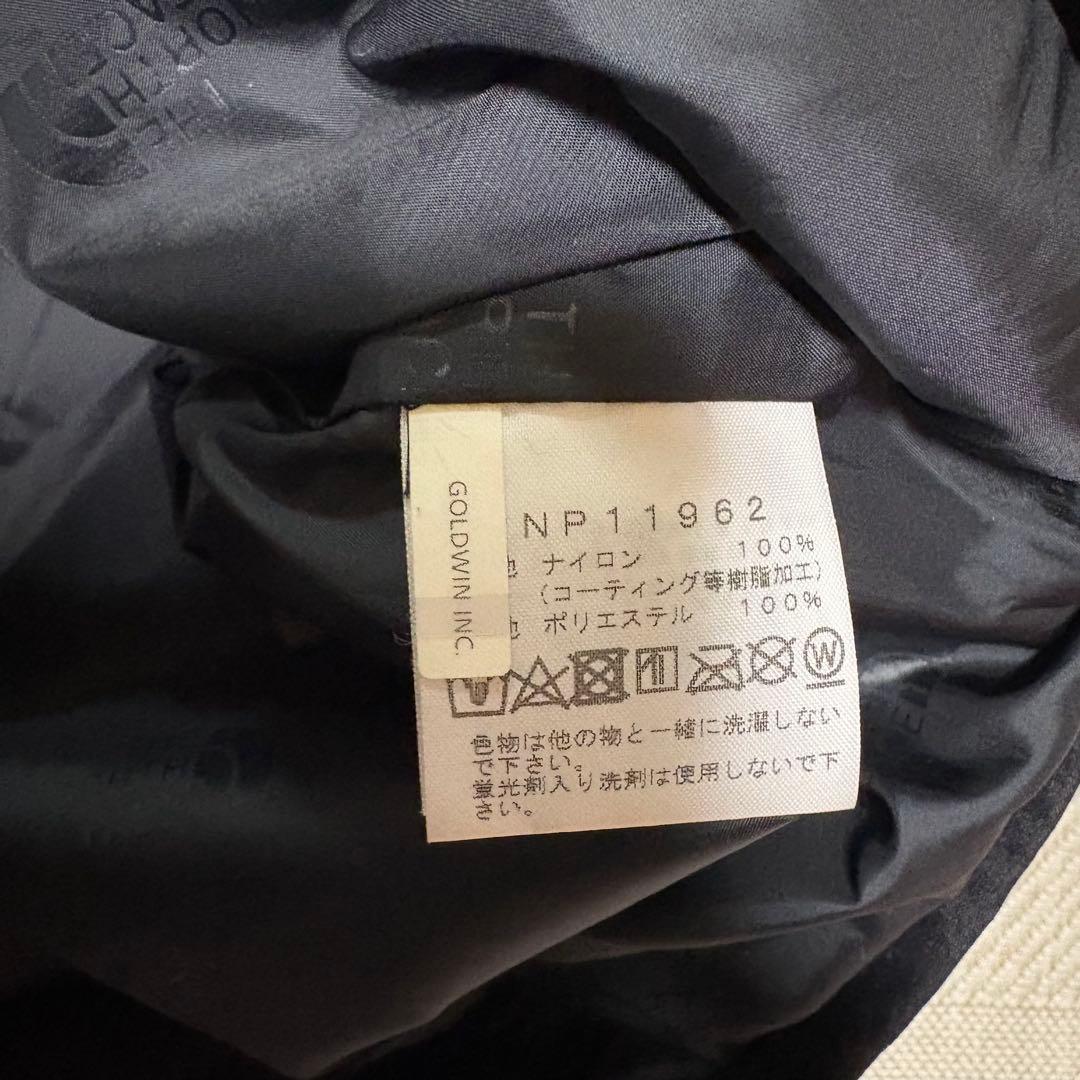 THE
NORTH
FACE
GOLDWIN INC.
NP11962
ナイロン 100%
(コーティング等樹脂加工)
ポリエステル 100%
W
色物は他の物と一緒に洗濯しない
で下さい。
蛍光剤入り洗剤は使用しないで下
さい。